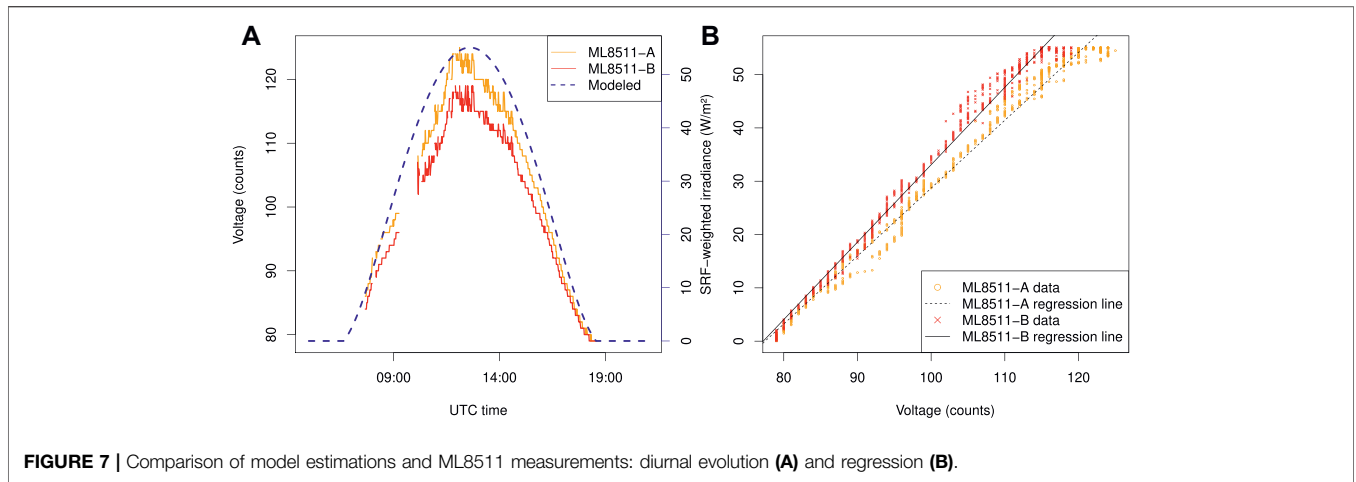 A
ML8511−A
ML8511−B
Modeled
Voltage (counts)
120
110
100
90
80
50
40
30
20
10
0
SRF−weighted irradiance (W/m²)
09:00 14:00 19:00
UTC time
B
50
40
30
20
10
0
ML8511−A data
ML8511−A regression line
ML8511−B data
ML8511−B regression line
80 90 100 110 120
Voltage (counts)
FIGURE 7 | Comparison of model estimations and ML8511 measurements: diurnal evolution (A) and regression (B).